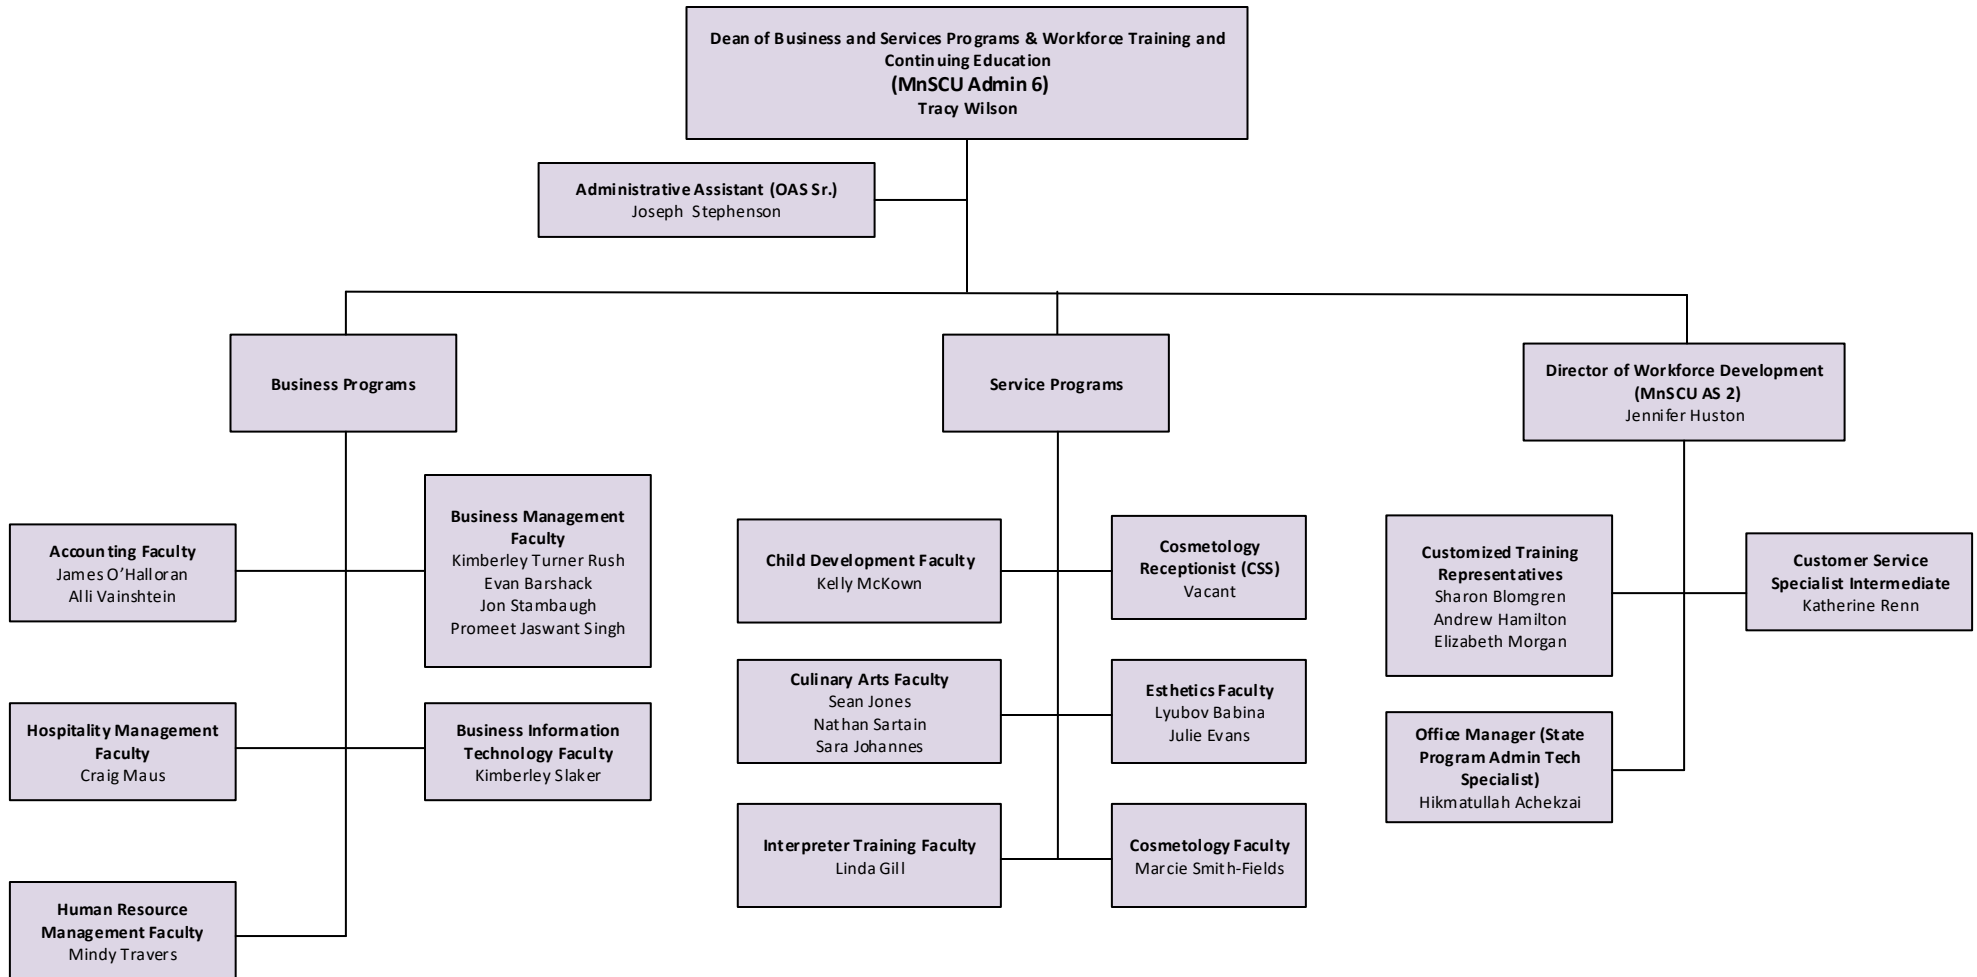 Dean of Business and Services Programs & Workforce Training and
Continuing Education
(MnSCU Admin 6)
Tracy Wilson
Administrative Assistant (OAS Sr.)
Joseph Stephenson
Business Programs
Service Programs
Director of Workforce Development
(MnSCU AS 2)
Jennifer Huston
Accounting Faculty
James O’Halloran
Alli Vainshtein
Business Management
Faculty
Kimberley Turner Rush
Evan Barshack
Jon Stambaugh
Promeet Jaswant Singh
Hospitality Management
Faculty
Craig Maus
Business Information
Technology Faculty
Kimberley Slaker
Human Resource
Management Faculty
Mindy Travers
Child Development Faculty
Kelly McKown
Cosmetology
Receptionist (CSS)
Vacant
Culinary Arts Faculty
Sean Jones
Nathan Sartain
Sara Johannes
Esthetics Faculty
Lyubov Babina
Julie Evans
Interpreter Training Faculty
Linda Gill
Cosmetology Faculty
Marcie Smith-Fields
Customized Training
Representatives
Sharon Blomgren
Andrew Hamilton
Elizabeth Morgan
Customer Service
Specialist Intermediate
Katherine Renn
Office Manager (State
Program Admin Tech
Specialist)
Hikmatullah Achekzai